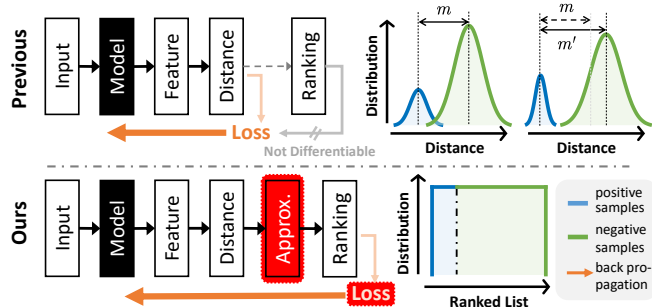 Previous
Input
Model
Feature
Distance
Ranking
Loss
Not Differentiable
Distribution
m
Distance
m
m′
Distance
Ours
Input
Model
Feature
Distance
Approx.
Ranking
Loss
Distribution
Ranked List
positive
samples
negative
samples
back pro-
pagation